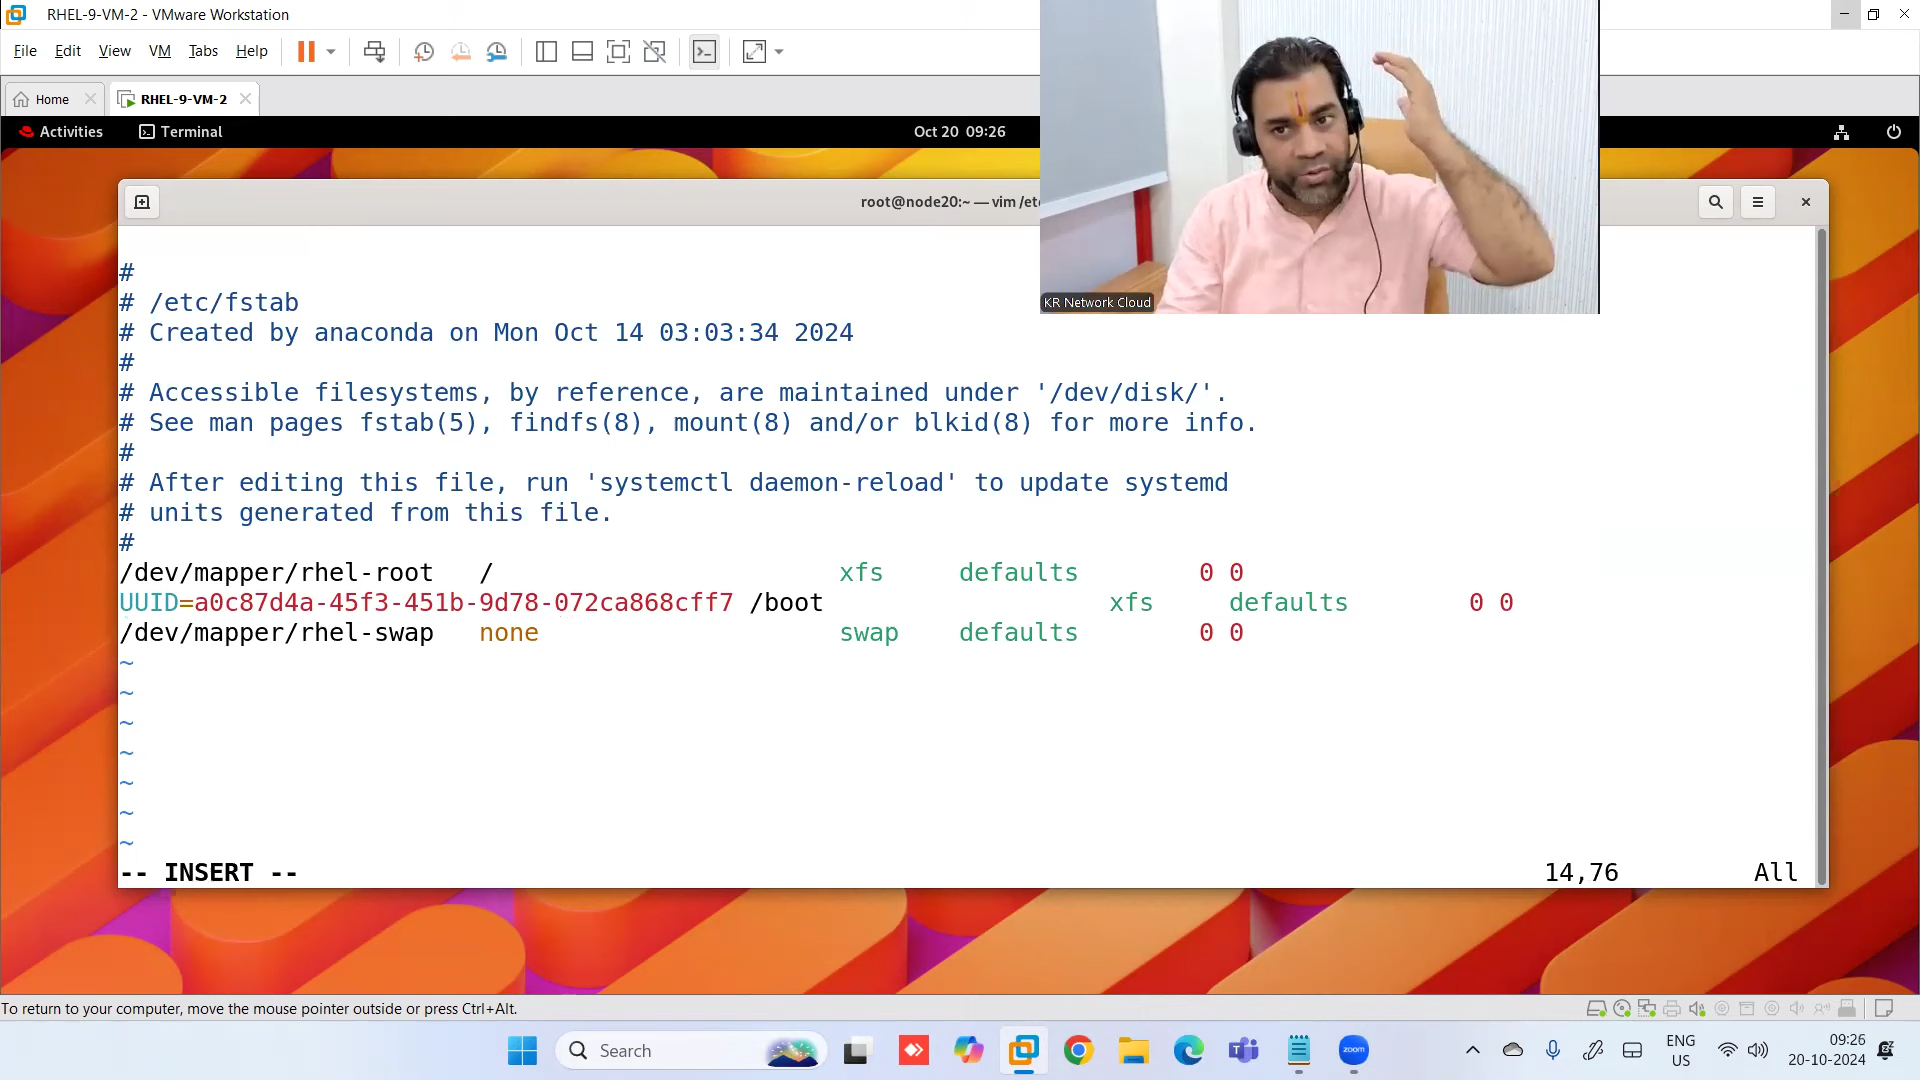 RHEL-9-VM-2 - VMware Workstation
File Edit View VM Tabs Help
Home RHEL-9-VM-2
Activities Terminal Oct 20 09:26
root@node20:~ — vim /etc
KR Network Cloud
#
# /etc/fstab
# Created by anaconda on Mon Oct 14 03:03:34 2024
#
# Accessible filesystems, by reference, are maintained under '/dev/disk/'.
# See man pages fstab(5), findfs(8), mount(8) and/or blkid(8) for more info.
#
# After editing this file, run 'systemctl daemon-reload' to update systemd
# units generated from this file.
#
/dev/mapper/rhel-root / xfs defaults 0 0
UUID=a0c87d4a-45f3-451b-9d78-072ca868cff7 /boot xfs defaults 0 0
/dev/mapper/rhel-swap none swap defaults 0 0
~
~
~
~
~
~
~
-- INSERT -- 14,76 All
To return to your computer, move the mouse pointer outside or press Ctrl+Alt.
Search zoom ENG 09:26
US 20-10-2024